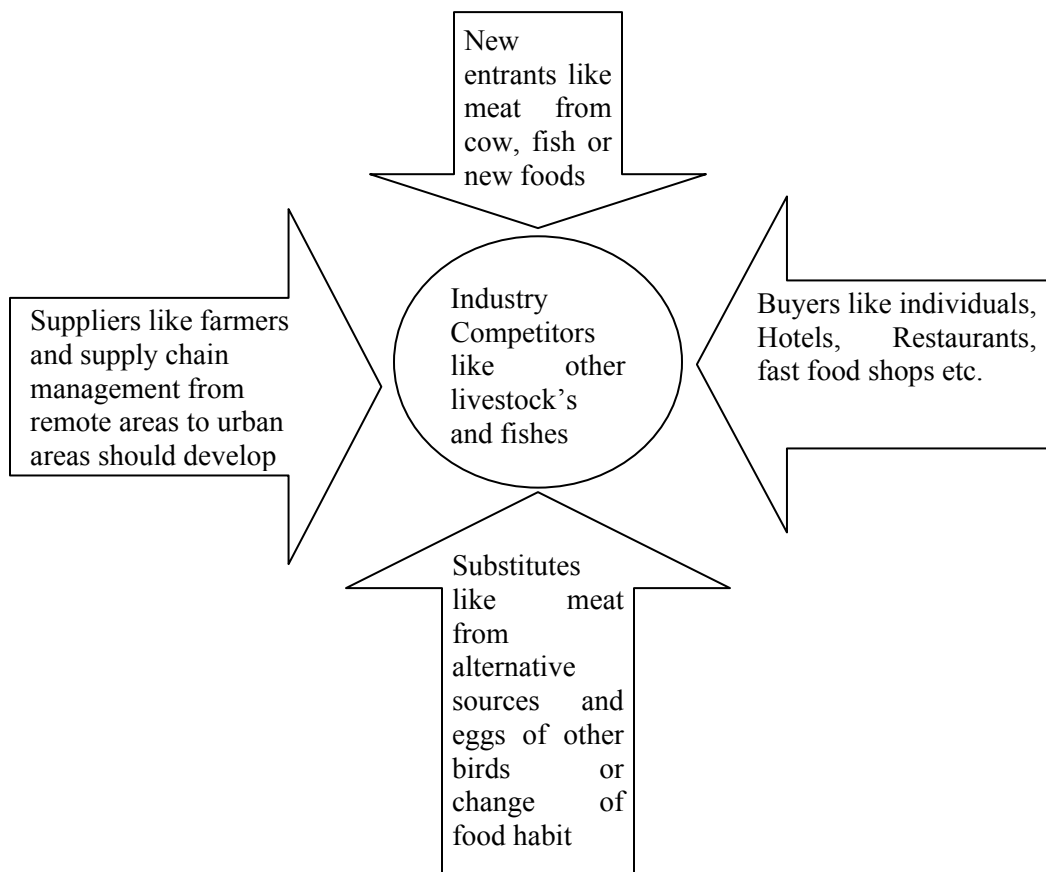 New
entrants like
meat from
cow, fish or
new foods
Suppliers like farmers
and supply chain
management from
remote areas to urban
areas should develop
Industry
Competitors
like other
livestock’s
and fishes
Buyers like individuals,
Hotels, Restaurants,
fast food shops etc.
Substitutes
like meat
from
alternative
sources and
eggs of other
birds or
change of
food habit